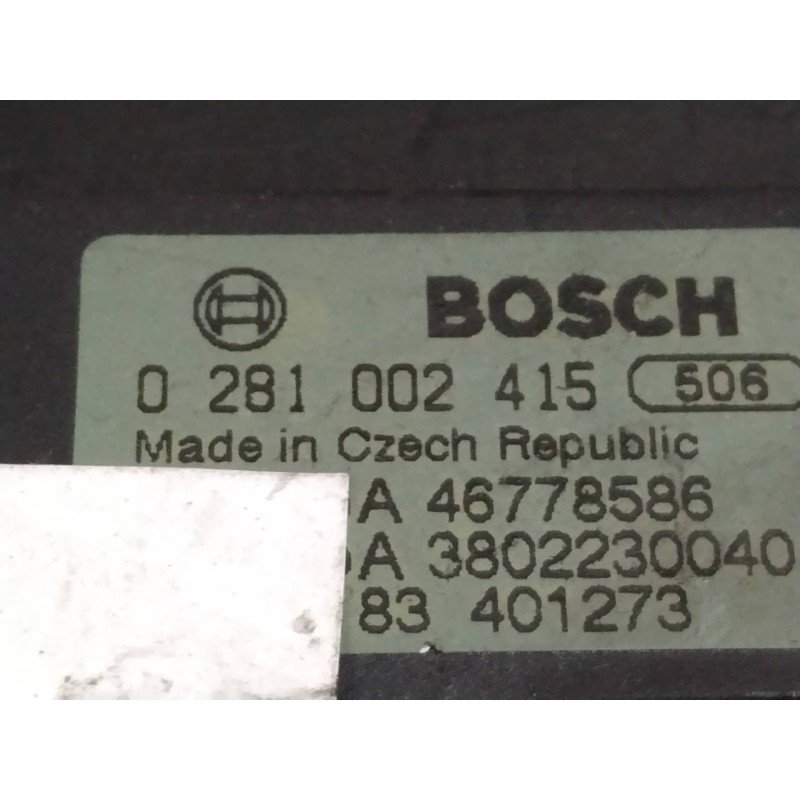 BOSCH
0 281 002 415 506
Made in Czech Republic
A 46778586
A 3802230040
83 401273